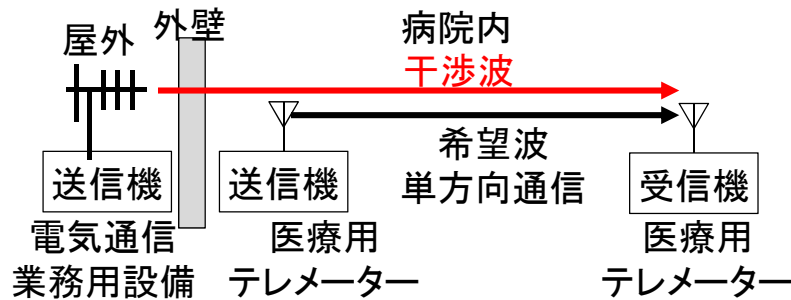 屋外
外壁
病院内
干渉波
希望波
単方向通信
送信機
電気通信
業務用設備
送信機
医療用
テレメーター
受信機
医療用
テレメーター